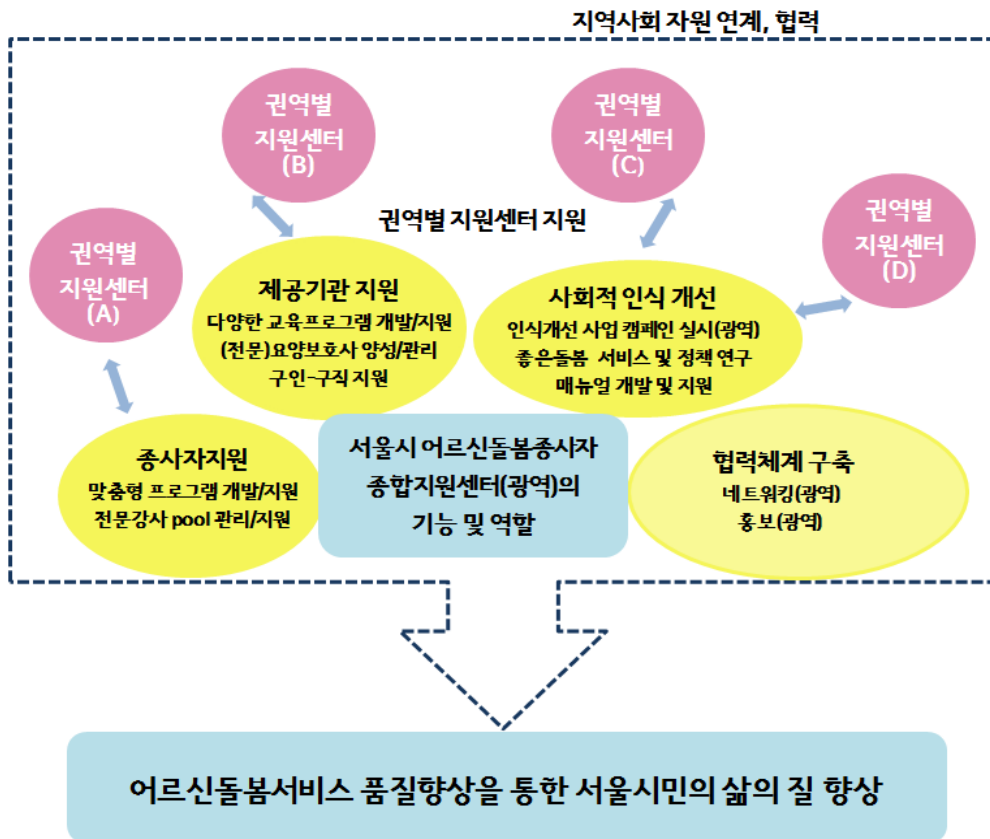 지역사회 자원 연계, 협력
권역별
지원센터
(B)
권역별
지원센터
(C)
권역별
지원센터
(D)
권역별
지원센터
(A)
권역별 지원센터 지원
제공기관 지원
다양한 교육프로그램 개발/지원
(전문)요양보호사 양성/관리
구인-구직 지원
사회적 인식 개선
인식개선 사업 캠페인 실시(광역)
좋은돌봄 서비스 및 정책 연구
매뉴얼 개발 및 지원
종사자지원
맞춤형 프로그램 개발/지원
전문강사 pool 관리/지원
서울시 어르신돌봄종사자
종합지원센터(광역)의
기능 및 역할
협력체계 구축
네트워킹(광역)
홍보(광역)
어르신돌봄서비스 품질향상을 통한 서울시민의 삶의 질 향상